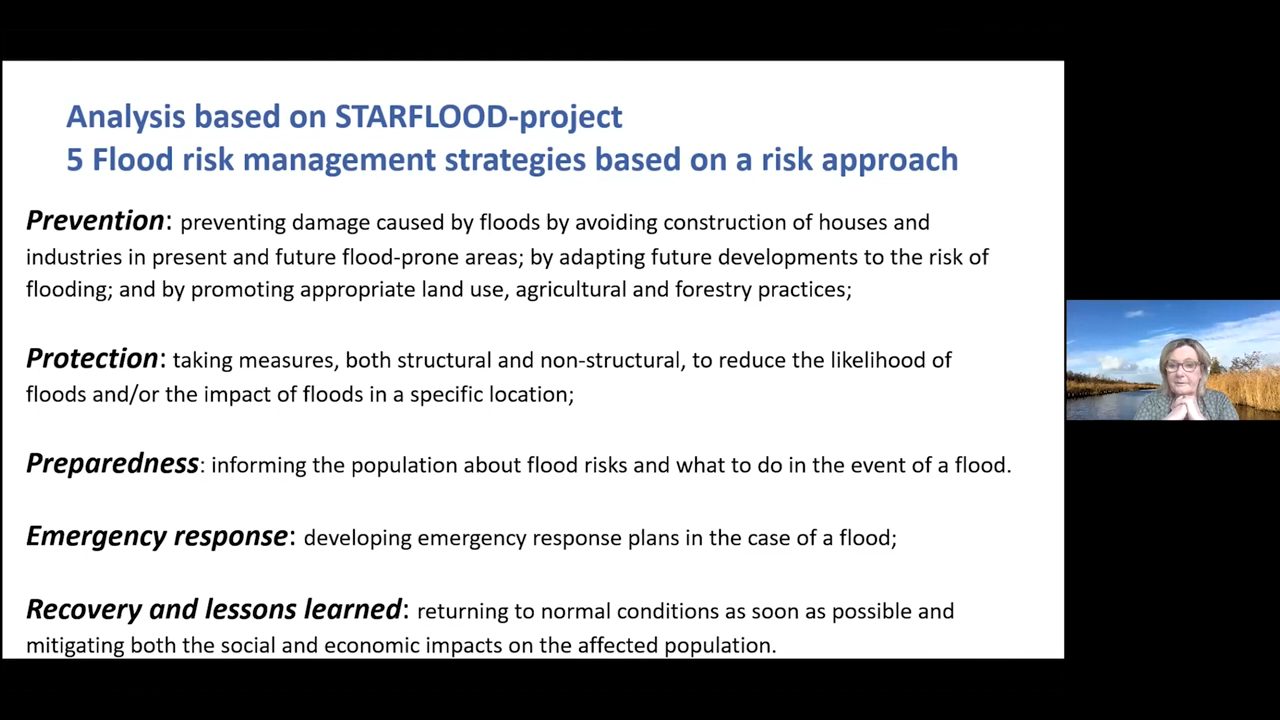 Analysis based on STARFLOOD-project
5 Flood risk management strategies based on a risk approach
Prevention: preventing damage caused by floods by avoiding construction of houses and
industries in present and future flood-prone areas; by adapting future developments to the risk of
flooding; and by promoting appropriate land use, agricultural and forestry practices;
Protection: taking measures, both structural and non-structural, to reduce the likelihood of
floods and/or the impact of floods in a specific location;
Preparedness: informing the population about flood risks and what to do in the event of a flood.
Emergency response: developing emergency response plans in the case of a flood;
Recovery and lessons learned: returning to normal conditions as soon as possible and
mitigating both the social and economic impacts on the affected population.